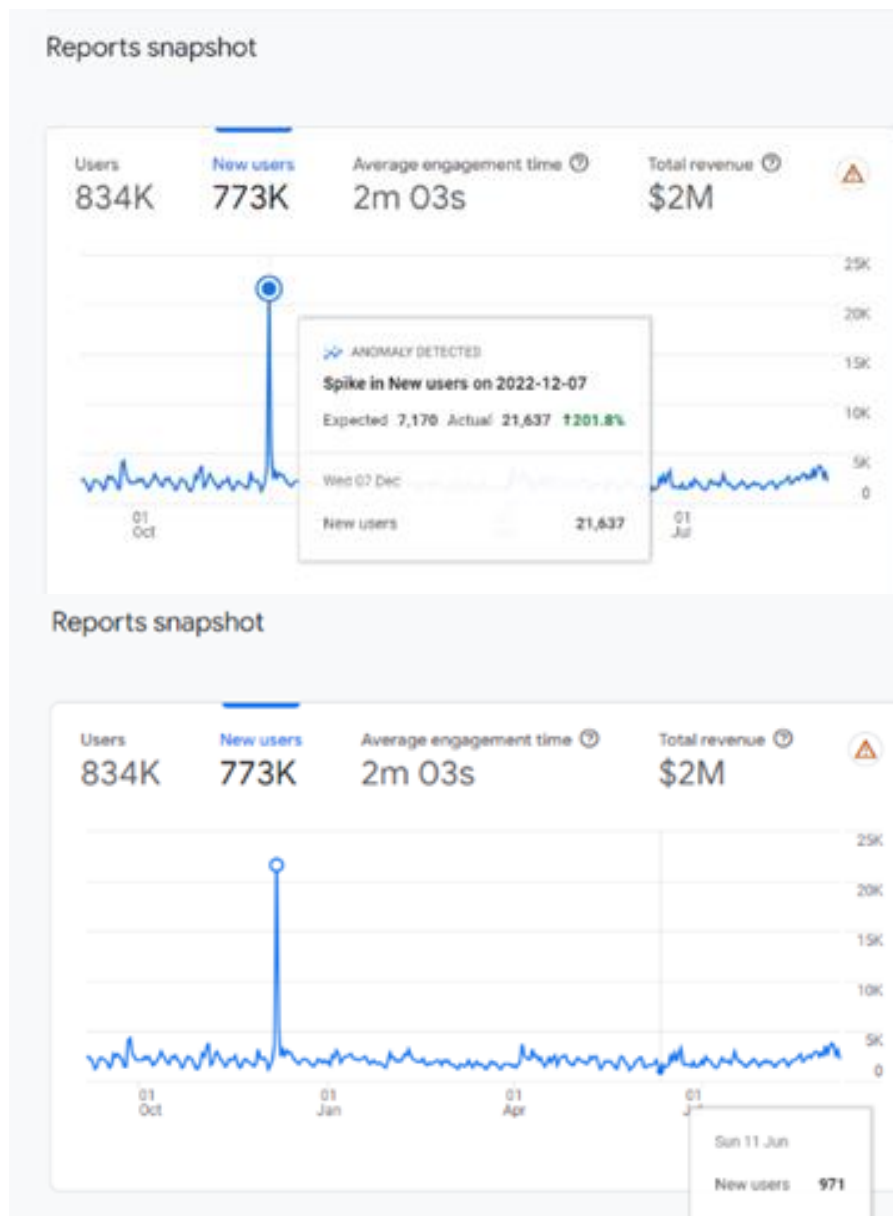 Reports snapshot
Users New users Average engagement time Total revenue
834K 773K 2m 03s $2M
25K
20K
15K
10K
5K
0
ANOMALY DETECTED
Spike in New users on 2022-12-07
Expected 7,170 Actual 21,637 ↑201.8%
Wed 07 Dec
New users 21,637
01 01
Oct Jul
Reports snapshot
Users New users Average engagement time Total revenue
834K 773K 2m 03s $2M
25K
20K
15K
10K
5K
0
01 01 01 01
Oct Jan Apr
Sun 11 Jun
New users 971